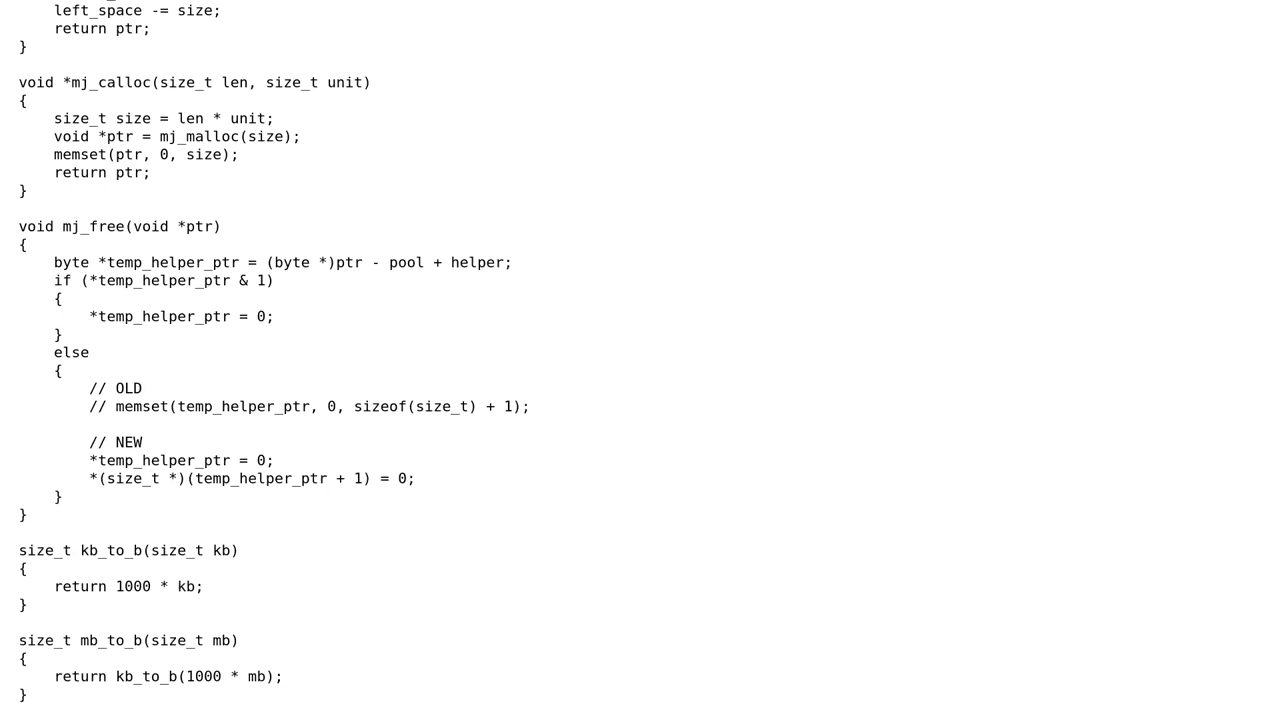 left_space -= size;
return ptr;
}
void *mj_calloc(size_t len, size_t unit)
{
size_t size = len * unit;
void *ptr = mj_malloc(size);
memset(ptr, 0, size);
return ptr;
}
void mj_free(void *ptr)
{
byte *temp_helper_ptr = (byte *)ptr - pool + helper;
if (*temp_helper_ptr & 1)
{
*temp_helper_ptr = 0;
}
else
{
// OLD
// memset(temp_helper_ptr, 0, sizeof(size_t) + 1);
// NEW
*temp_helper_ptr = 0;
*(size_t *)(temp_helper_ptr + 1) = 0;
}
}
size_t kb_to_b(size_t kb)
{
return 1000 * kb;
}
size_t mb_to_b(size_t mb)
{
return kb_to_b(1000 * mb);
}